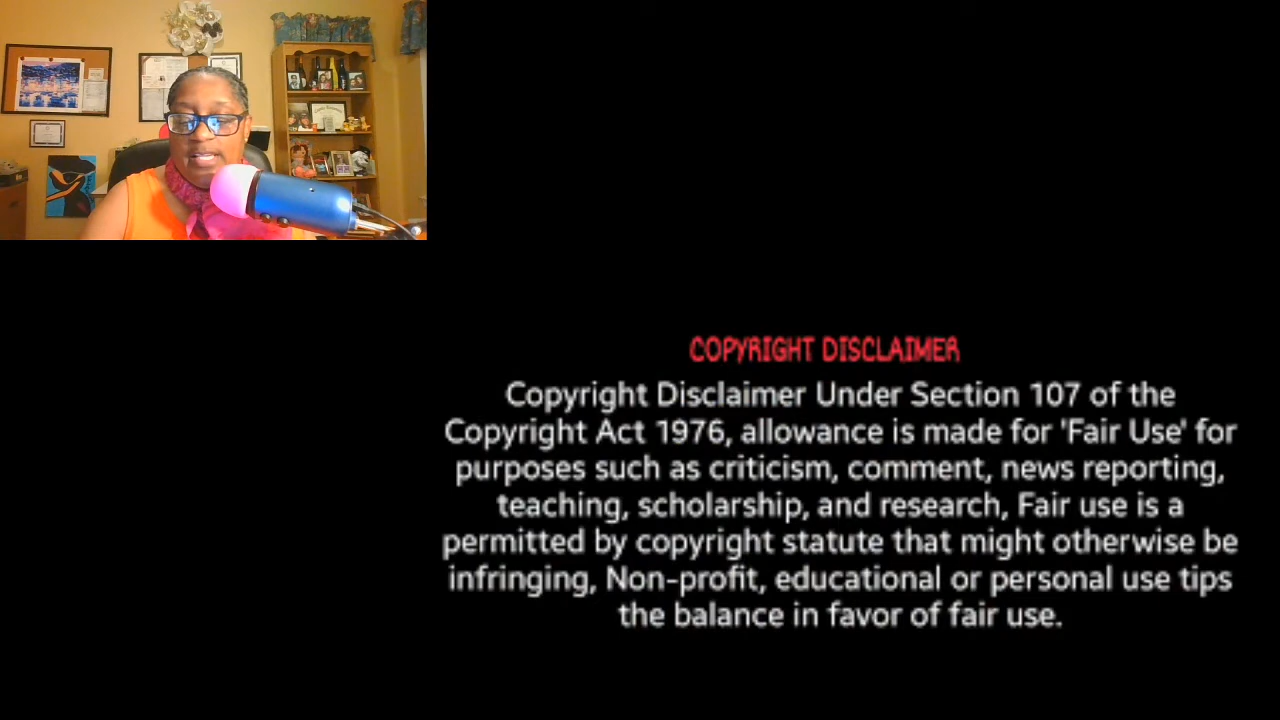 COPYRIGHT DISCLAIMER
Copyright Disclaimer Under Section 107 of the
Copyright Act 1976, allowance is made for 'Fair Use' for
purposes such as criticism, comment, news reporting,
teaching, scholarship, and research, Fair use is a
permitted by copyright statute that might otherwise be
infringing, Non-profit, educational or personal use tips
the balance in favor of fair use.